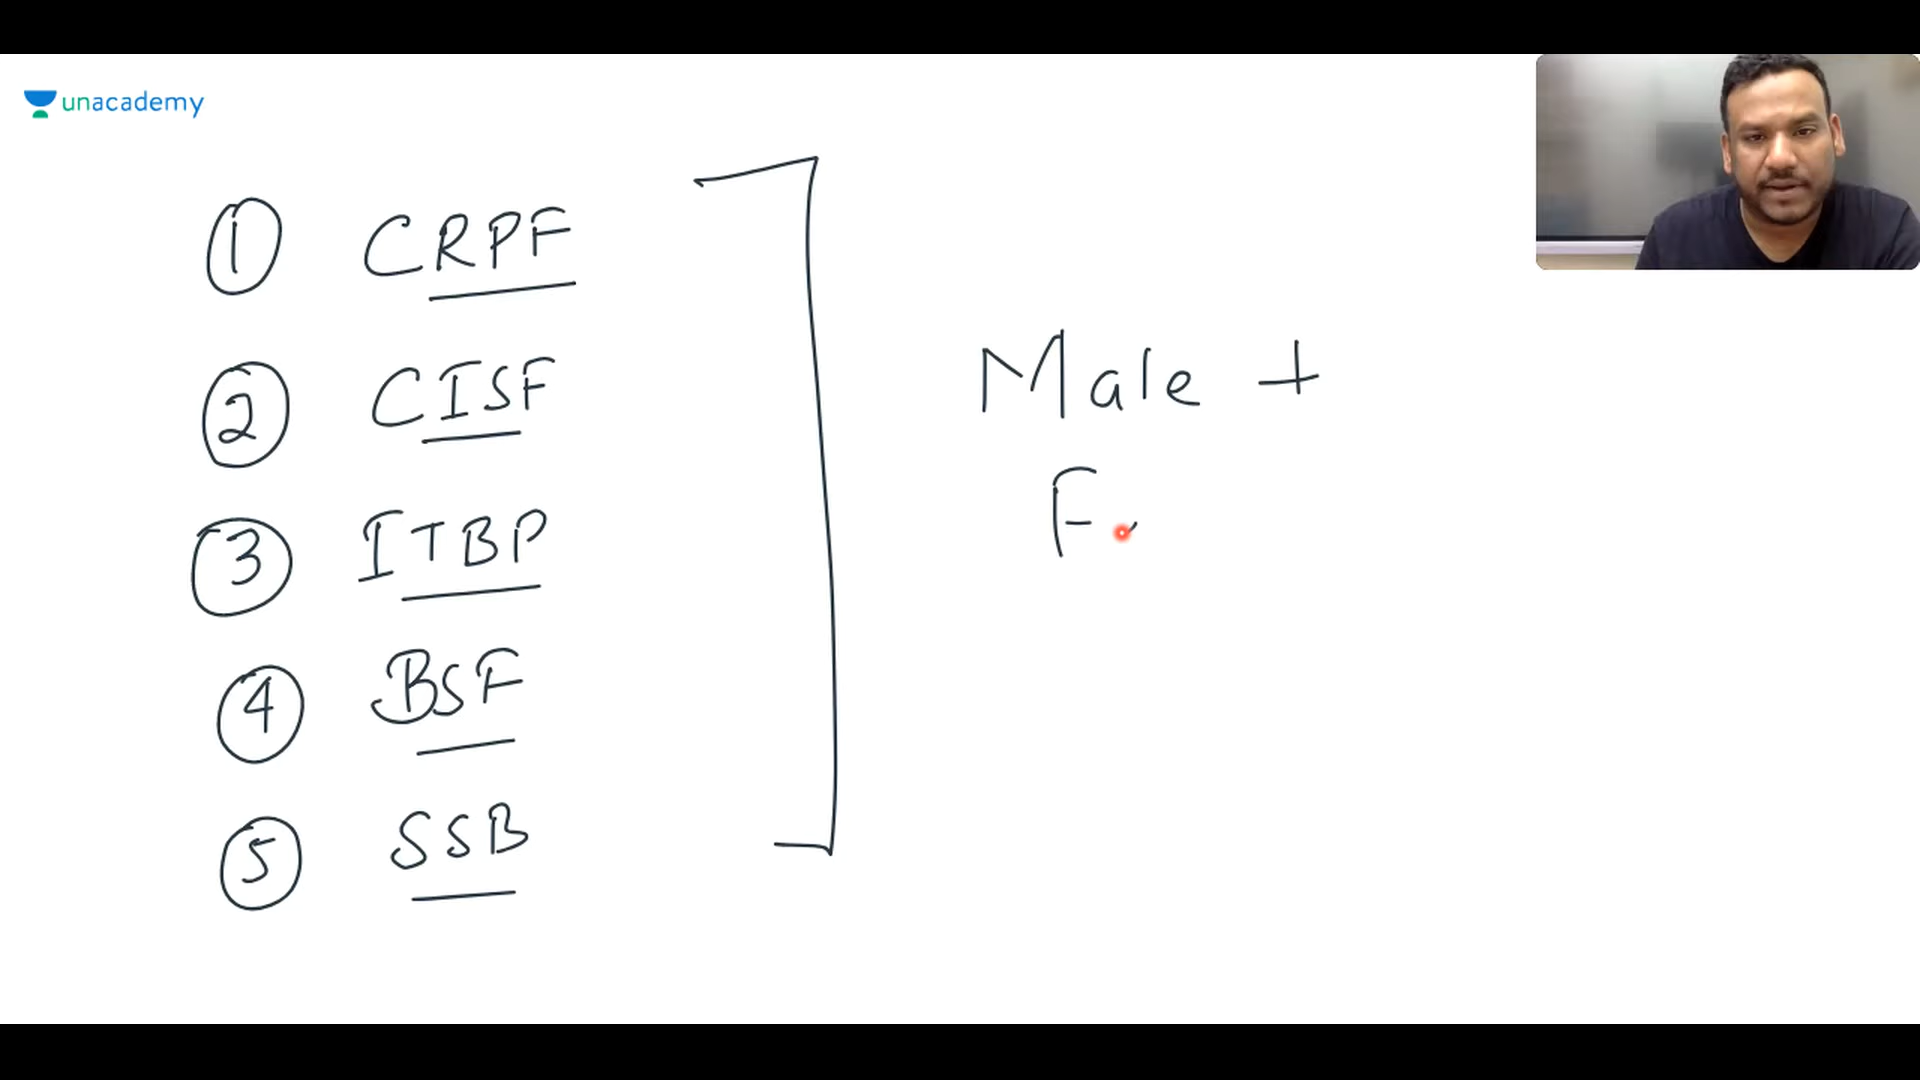 unacademy
1 CRPF
2 CISF
3 ITBP
4 BSF
5 SSB
Male +
F